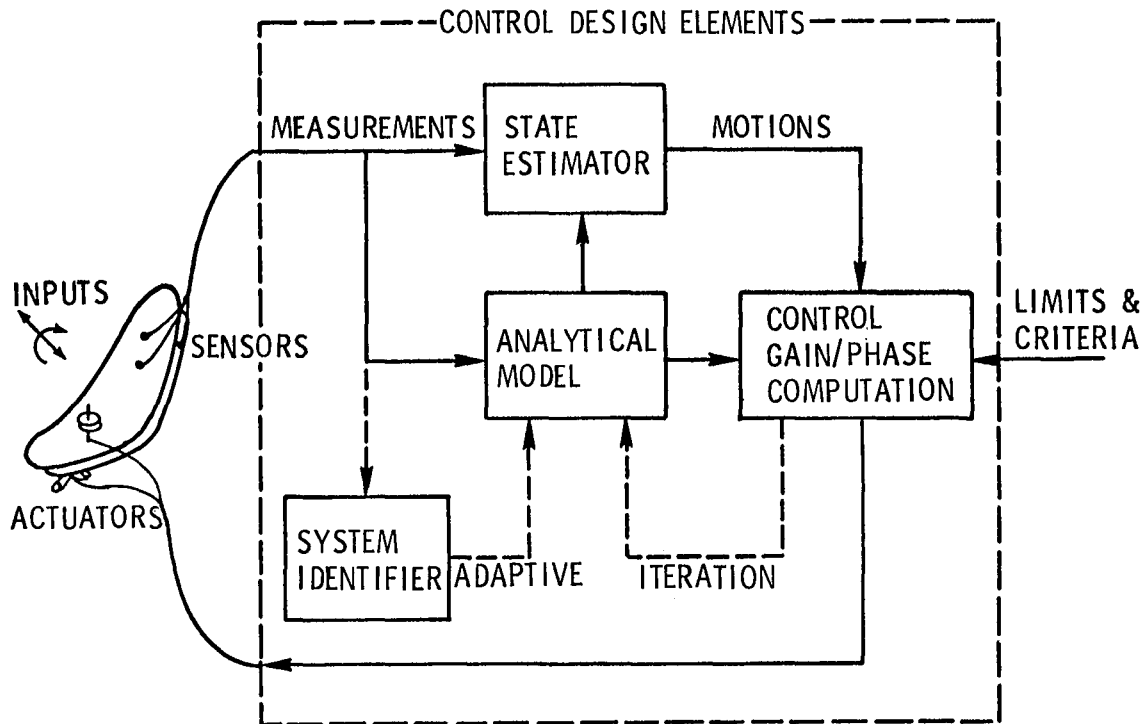 CONTROL DESIGN ELEMENTS
MEASUREMENTS
STATE
ESTIMATOR
MOTIONS
INPUTS
SENSORS
ANALYTICAL
MODEL
CONTROL
GAIN/PHASE
COMPUTATION
LIMITS &
CRITERIA
ACTUATORS
SYSTEM
IDENTIFIER
ADAPTIVE
ITERATION